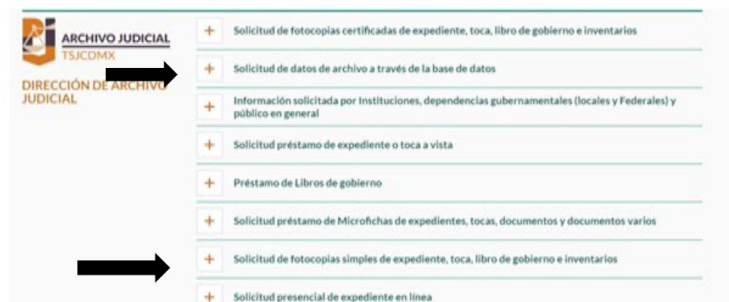 ARCHIVO JUDICIAL
TSJCDMX
DIRECCIÓN DE ARCHIVO
JUDICIAL
Solicitud de fotocopias certificadas de expediente, toca, libro de gobierno e inventarios
Solicitud de datos de archivo a través de la base de datos
Información solicitada por Instituciones, dependencias gubernamentales (locales y Federales) y
público en general
Solicitud préstamo de expediente o toca a vista
Préstamo de Libros de gobierno
Solicitud préstamo de Microfichas de expedientes, tocas, documentos y documentos varios
Solicitud de fotocopias simples de expediente, toca, libro de gobierno e inventarios
Solicitud presencial de expediente en línea